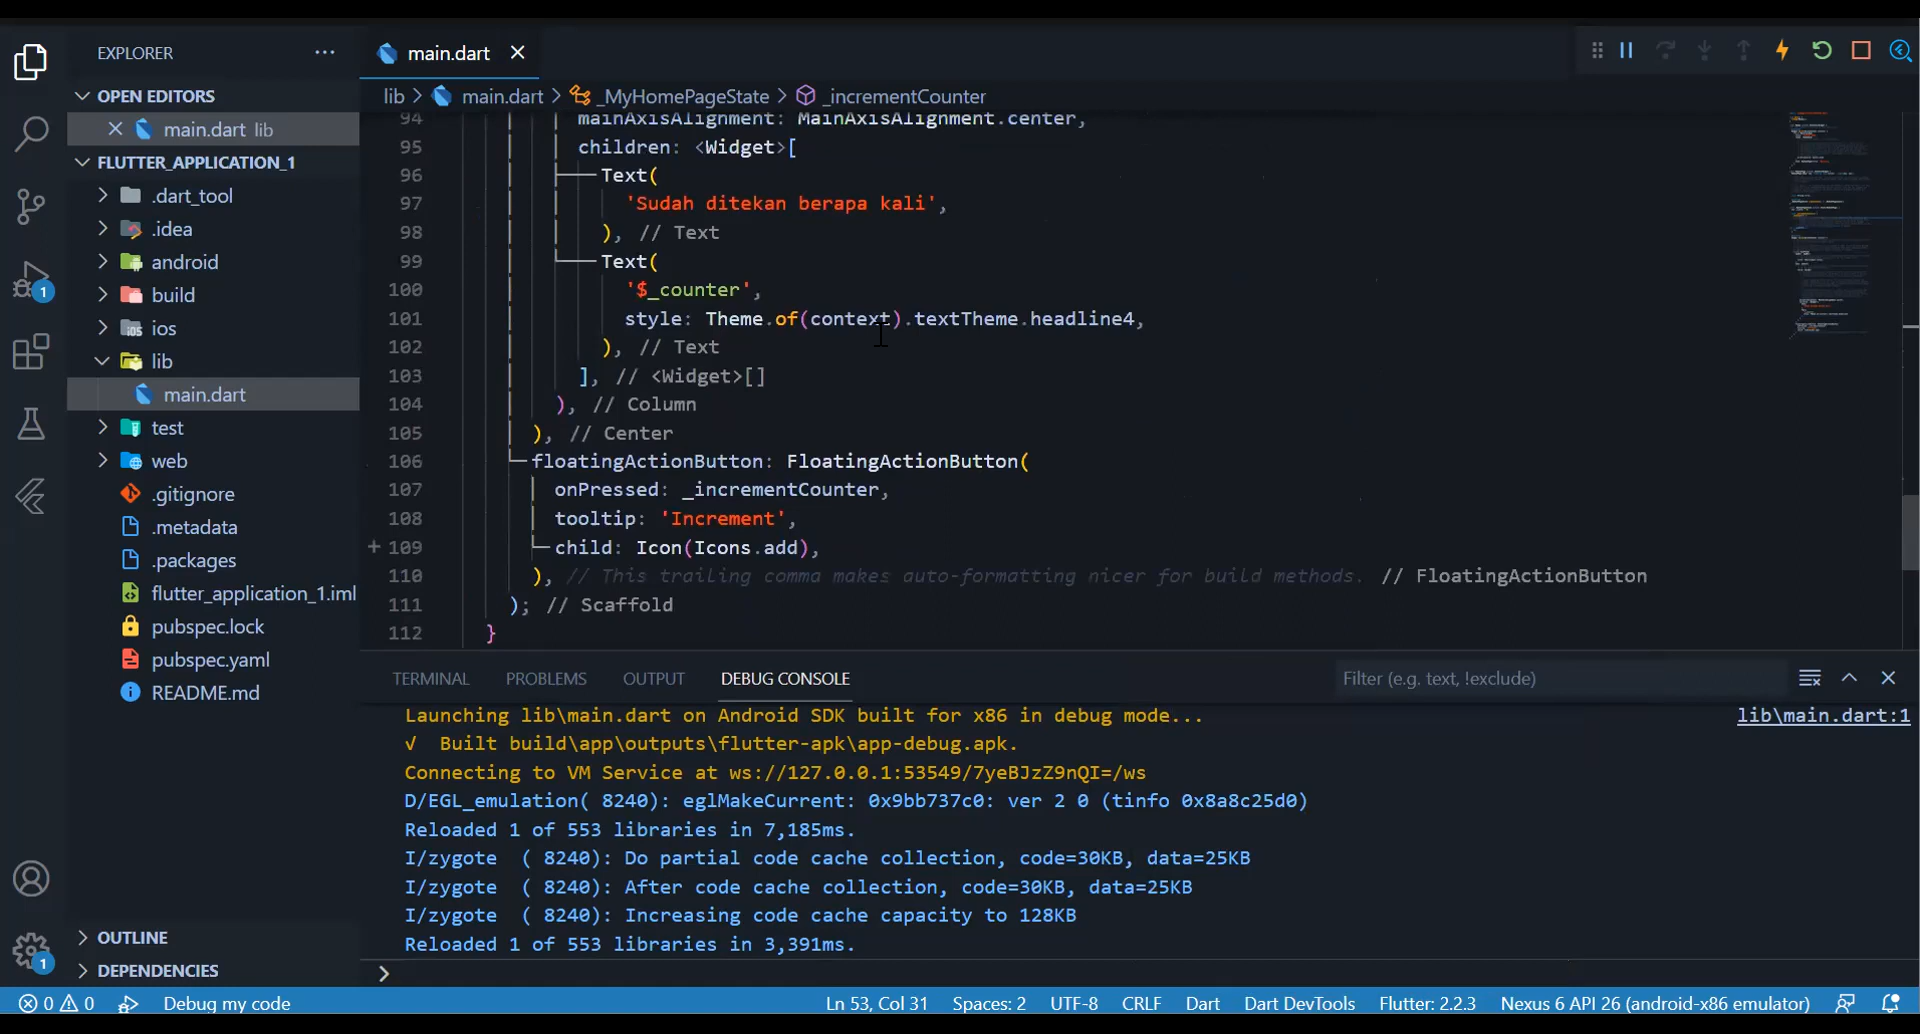 EXPLORER
OPEN EDITORS
main.dart lib
FLUTTER_APPLICATION_1
.dart_tool
.idea
android
build
ios
lib
main.dart
test
web
.gitignore
.metadata
.packages
flutter_application_1.iml
pubspec.lock
pubspec.yaml
README.md
OUTLINE
DEPENDENCIES
1
1
main.dart
lib > main.dart > _MyHomePageState > _incrementCounter
94 mainAxisAlignment: MainAxisAlignment.center,
95 children: <Widget>[
96 Text(
97 'Sudah ditekan berapa kali',
98 ), // Text
99 Text(
100 '$_counter',
101 style: Theme.of(context).textTheme.headline4,
102 ), // Text
103 ], // <Widget>[]
104 ), // Column
105 ), // Center
106 floatingActionButton: FloatingActionButton(
107 onPressed: _incrementCounter,
108 tooltip: 'Increment',
109 child: Icon(Icons.add),
110 ), // This trailing comma makes auto-formatting nicer for build methods. // FloatingActionButton
111 ); // Scaffold
112 }
TERMINAL PROBLEMS OUTPUT DEBUG CONSOLE Filter (e.g. text, !exclude)
Launching lib\main.dart on Android SDK built for x86 in debug mode... lib\main.dart:1
√ Built build\app\outputs\flutter-apk\app-debug.apk.
Connecting to VM Service at ws://127.0.0.1:53549/7yeBJzZ9nQI=/ws
D/EGL_emulation( 8240): eglMakeCurrent: 0x9bb737c0: ver 2 0 (tinfo 0x8a8c25d0)
Reloaded 1 of 553 libraries in 7,185ms.
I/zygote ( 8240): Do partial code cache collection, code=30KB, data=25KB
I/zygote ( 8240): After code cache collection, code=30KB, data=25KB
I/zygote ( 8240): Increasing code cache capacity to 128KB
Reloaded 1 of 553 libraries in 3,391ms.
0 0 Debug my code Ln 53, Col 31 Spaces: 2 UTF-8 CRLF Dart Dart DevTools Flutter: 2.2.3 Nexus 6 API 26 (android-x86 emulator)